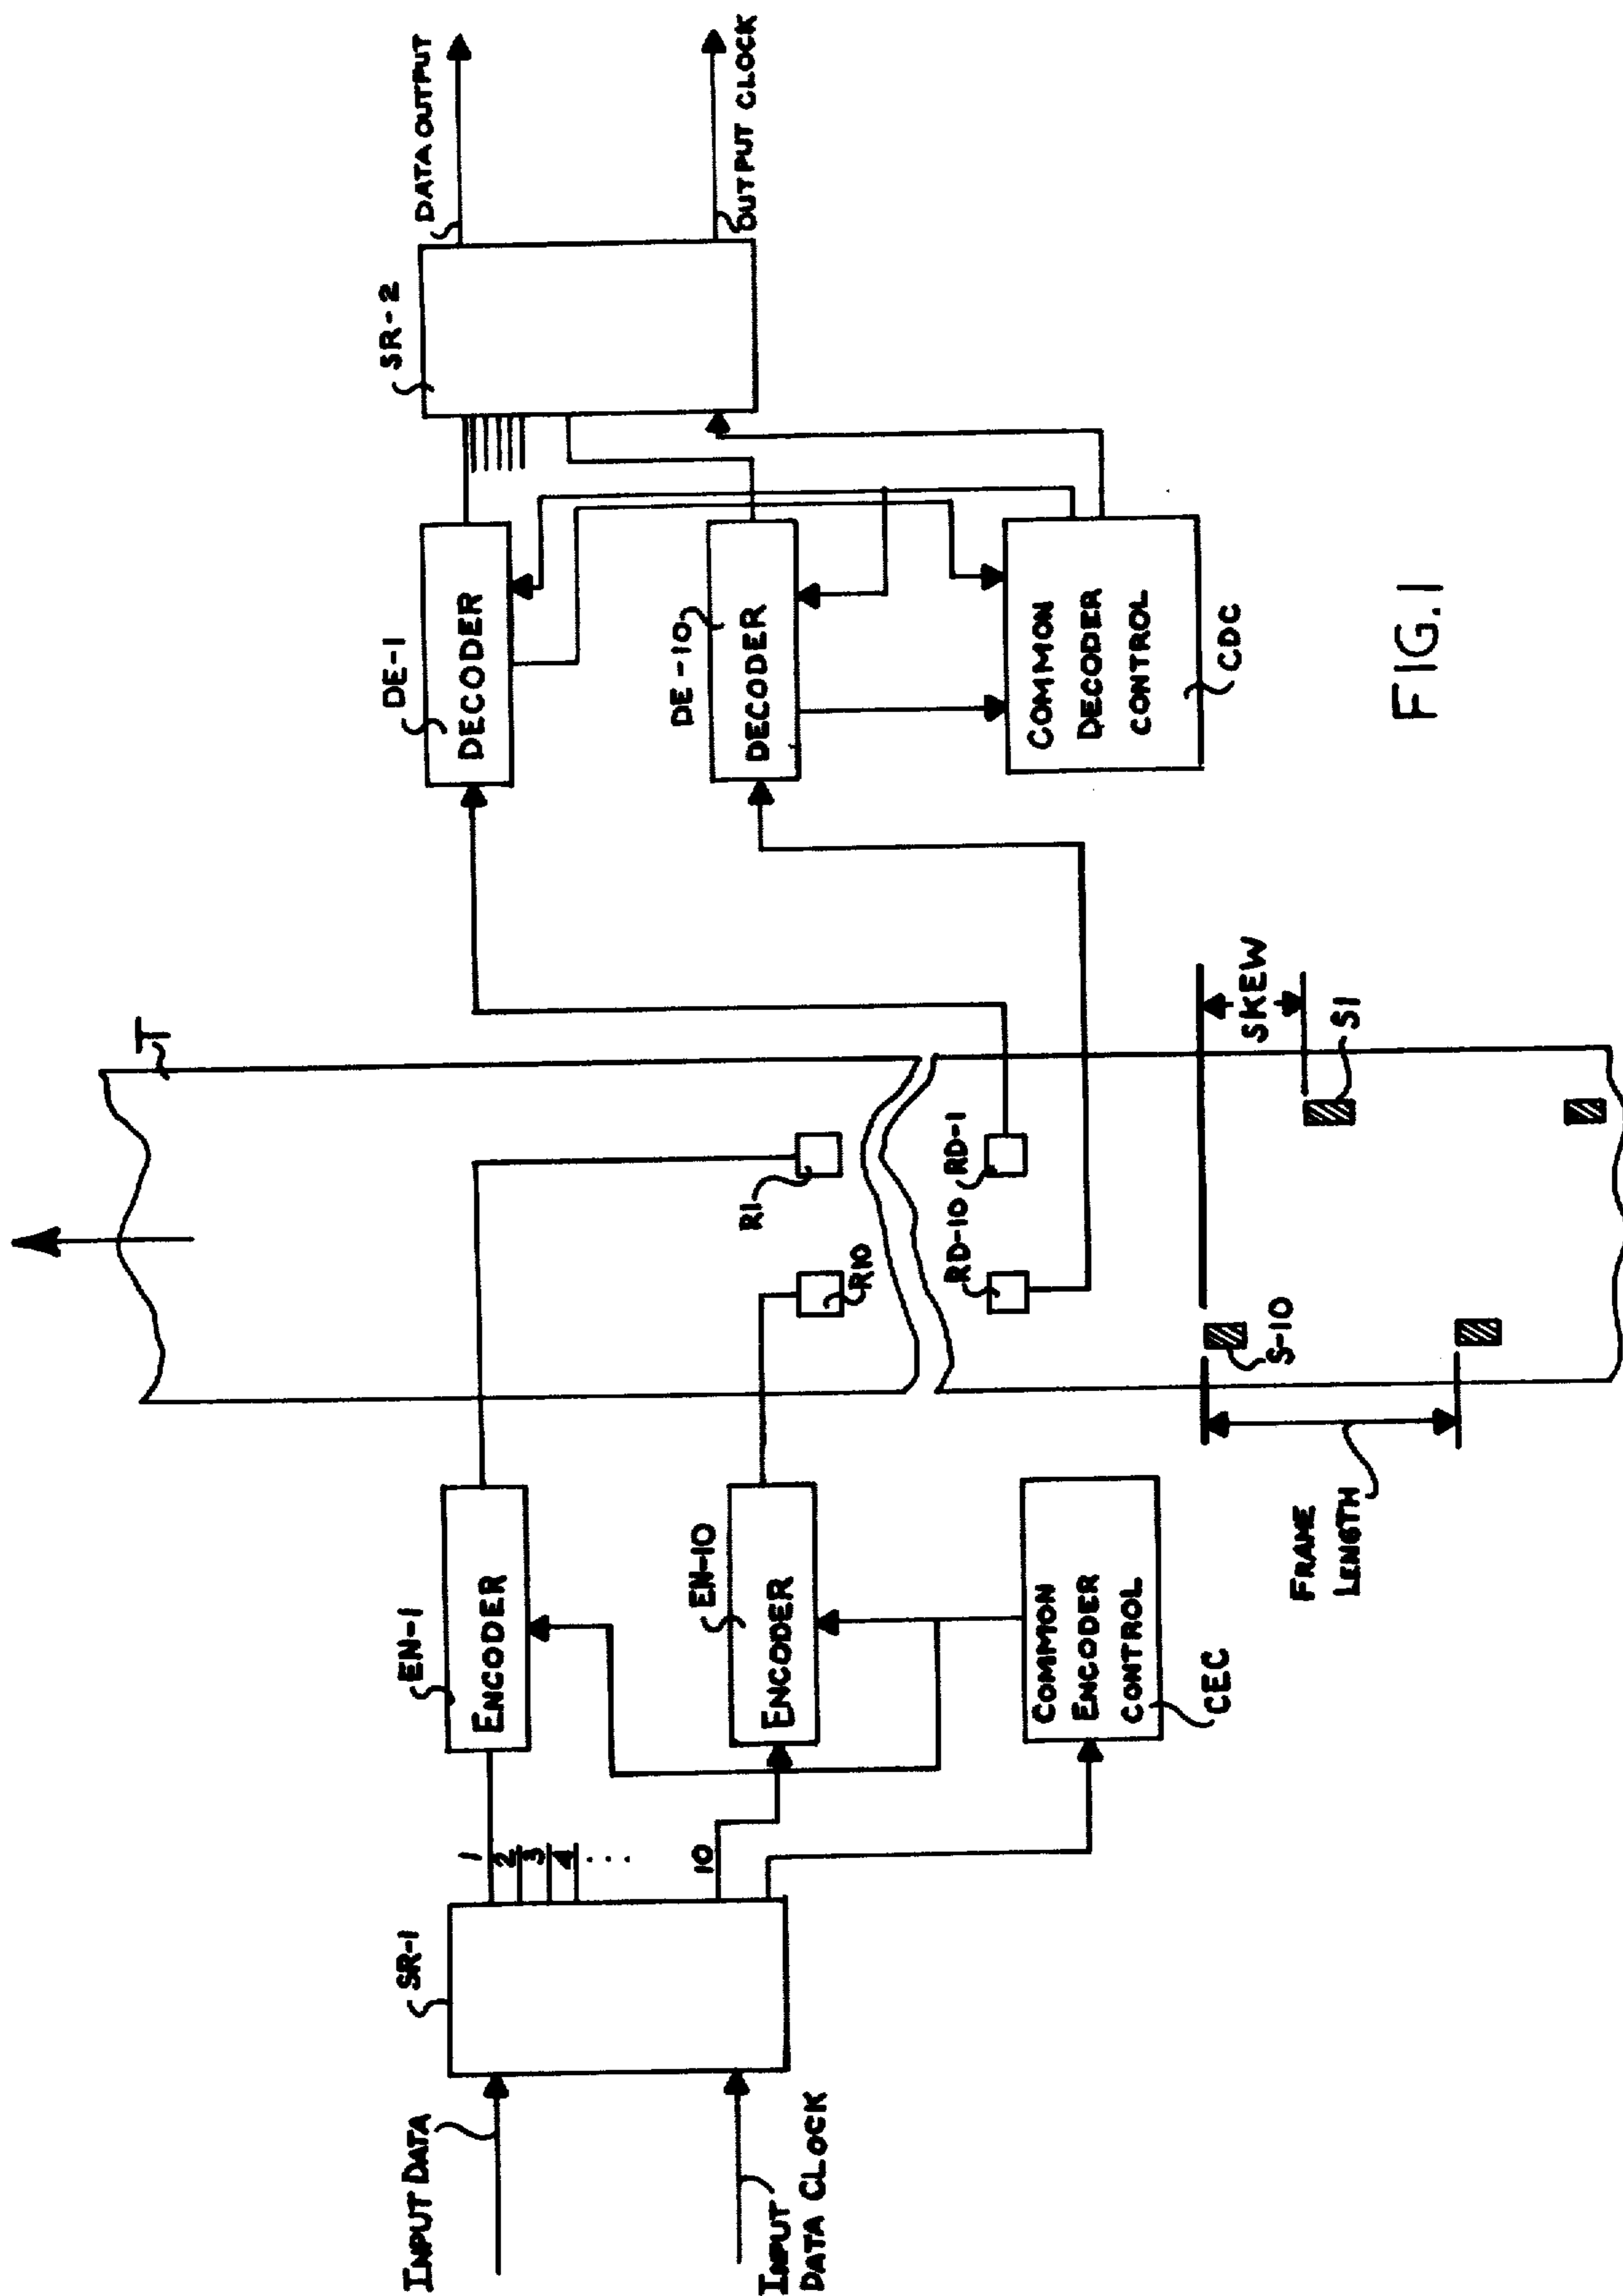 INPUT DATA
INPUT
DATA CLOCK
SR-1
1
2
3
4
....
10
EN-1
ENCODER
EN-10
ENCODER
COMMON
ENCODER
CONTROL
CEC
T
R1
R10
RD-1
RD-10
FRAME
LENGTH
S-10
SKEW
S1
DE-1
DECODER
DE-10
DECODER
COMMON
DECODER
CONTROL
CDC
SR-2
DATA OUTPUT
OUTPUT CLOCK
FIG.1